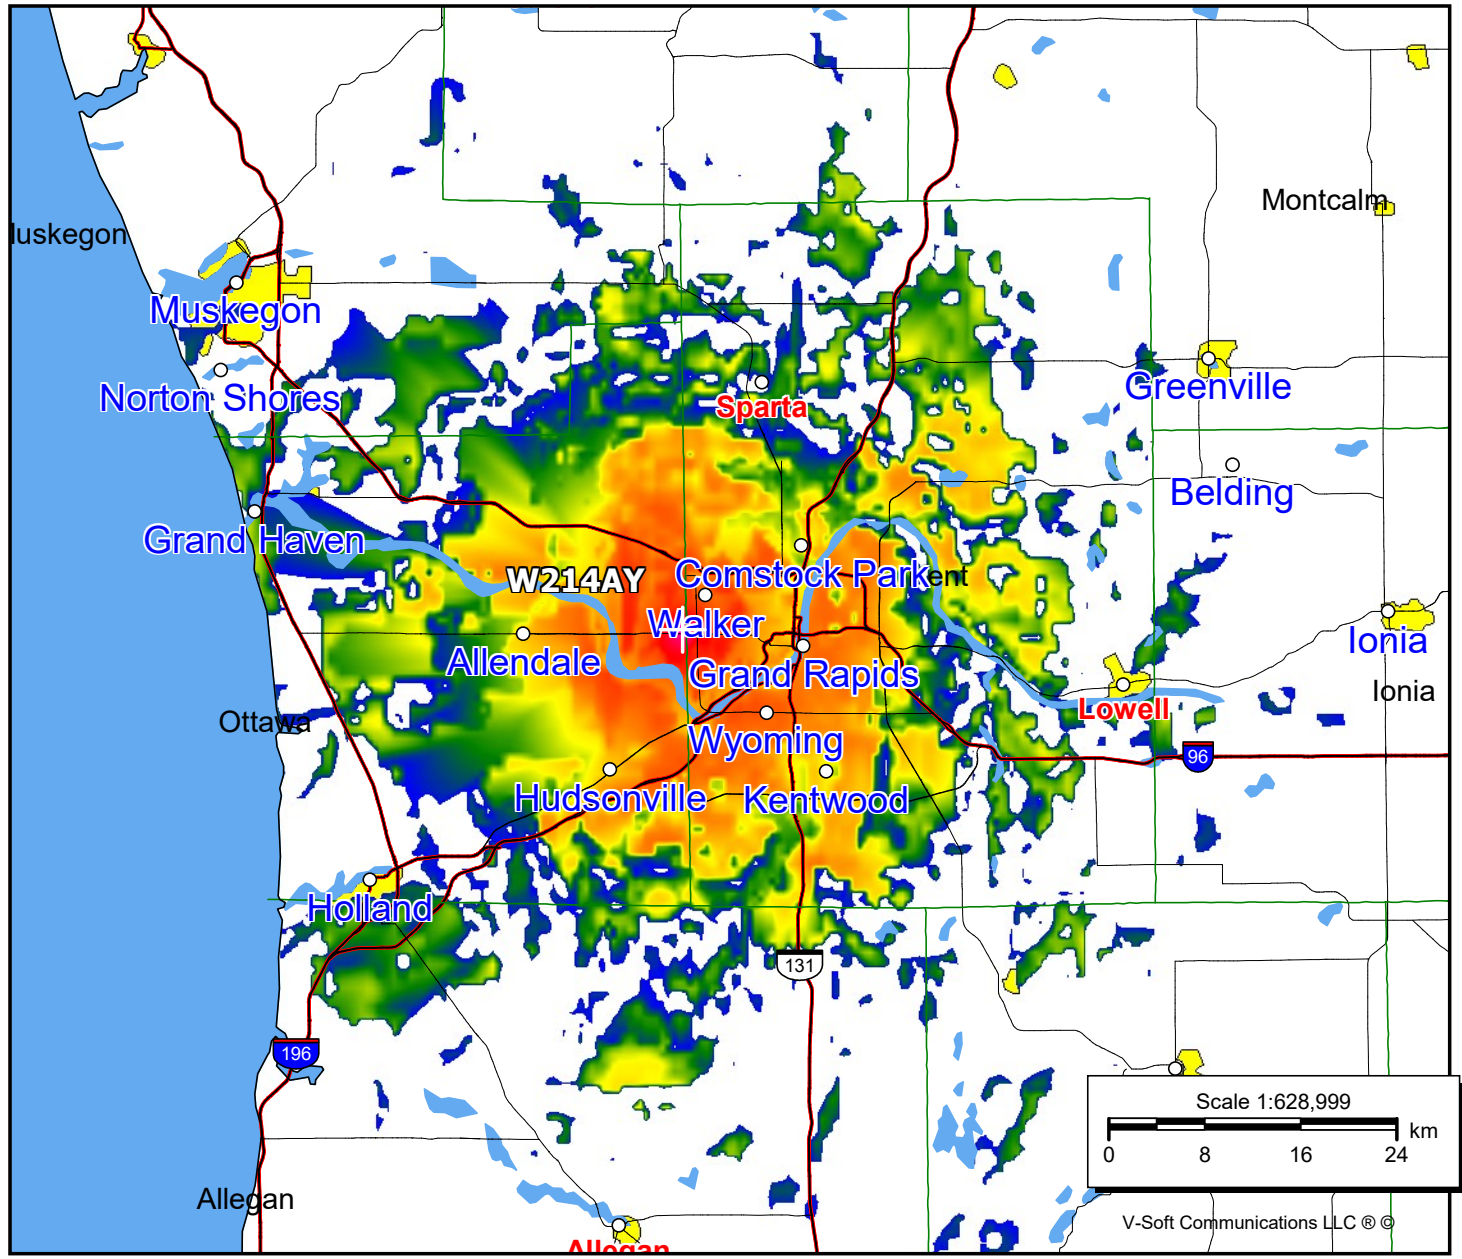 Montcalm
luskegon
Muskegon
Greenville
Norton Shores
Sparta
Belding
Grand Haven
W214AY
Comstock Park
ent
Walker
Ionia
Allendale
Grand Rapids
Ionia
Lowell
Ottawa
Wyoming
96
Hudsonville
Kentwood
Holland
131
196
Scale 1:628,999
km
0 8 16 24
Allegan
V-Soft Communications LLC ® ©
Allegan